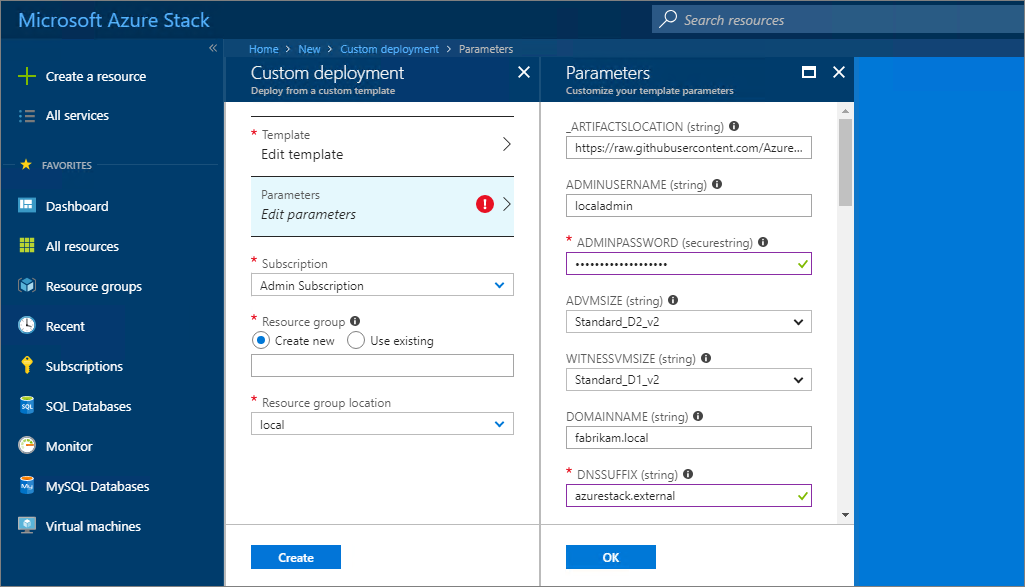 Microsoft Azure Stack
Search resources
Home > New > Custom deployment > Parameters
Create a resource
All services
FAVORITES
Dashboard
All resources
Resource groups
Recent
Subscriptions
SQL Databases
Monitor
MySQL Databases
Virtual machines
Custom deployment
Deploy from a custom template
* Template
Edit template
Parameters
Edit parameters
* Subscription
Admin Subscription
* Resource group
Create new Use existing
* Resource group location
local
Create
Parameters
Customize your template parameters
_ARTIFACTSLOCATION (string)
https://raw.githubusercontent.com/Azure...
ADMINUSERNAME (string)
localadmin
* ADMINPASSWORD (securestring)
•••••••••••••••••••
ADVMSIZE (string)
Standard_D2_v2
WITNESSVMSIZE (string)
Standard_D1_v2
DOMAINNAME (string)
fabrikam.local
* DNSSUFFIX (string)
azurestack.external
OK